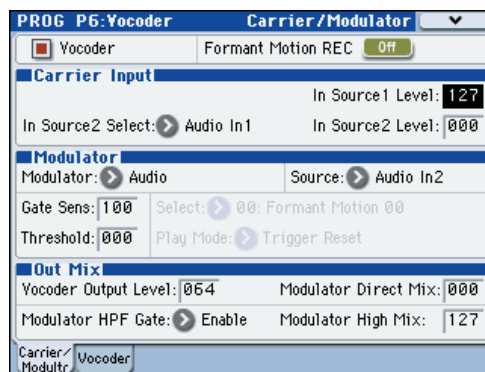 PROG P6:Vocoder Carrier/Modulator
Vocoder Formant Motion REC Off
Carrier Input
In Source1 Level: 127
In Source2 Select: Audio In1 In Source2 Level: 000
Modulator
Modulator: Audio Source: Audio In2
Gate Sens: 100 Select: 00: Formant Motion 00
Threshold: 000 Play Mode: Trigger Reset
Out Mix
Vocoder Output Level: 064 Modulator Direct Mix: 000
Modulator HPF Gate: Enable Modulator High Mix: 127
Carrier/ Vocoder
Modultr